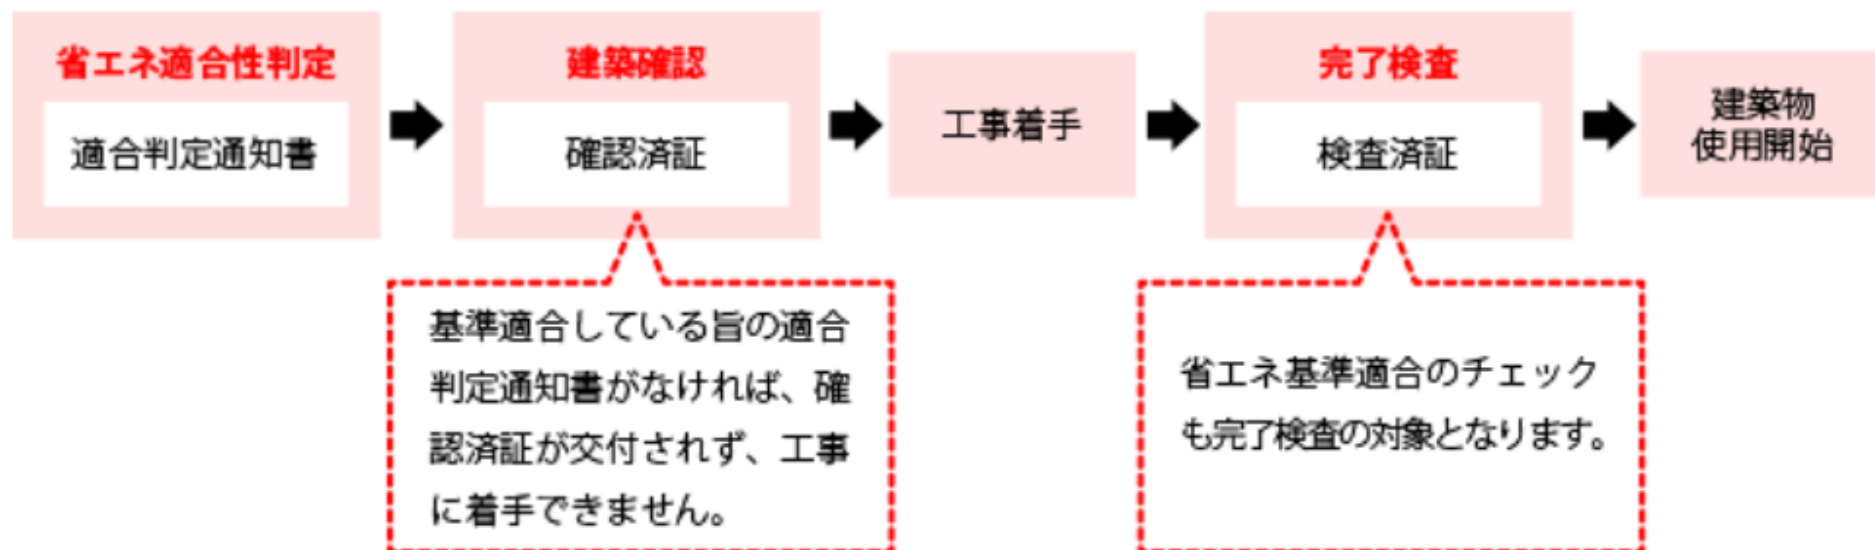 省エネ適合性判定
適合判定通知書
建築確認
確認済証
工事着手
完了検査
検査済証
建築物
使用開始
基準適合している旨の適合
判定通知書がなければ、確
認済証が交付されず、工事
に着手できません。
省エネ基準適合のチェック
も完了検査の対象となります。